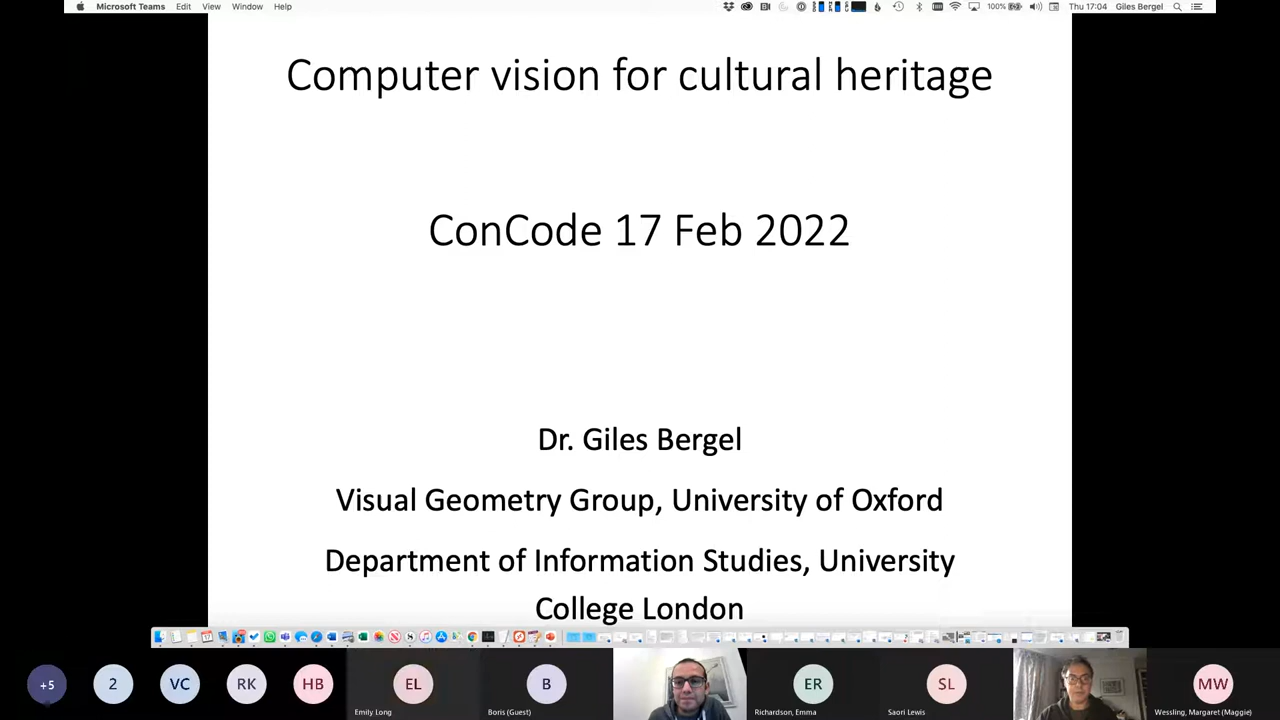 Microsoft Teams Edit View Window Help 100% Thu 17:04 Giles Bergel
Computer vision for cultural heritage
ConCode 17 Feb 2022
Dr. Giles Bergel
Visual Geometry Group, University of Oxford
Department of Information Studies, University
College London
+5 2 VC RK HB EL B ER SL MW
Emily Long Boris (Guest) Richardson, Emma Saori Lewis Wessling, Margaret (Maggie)